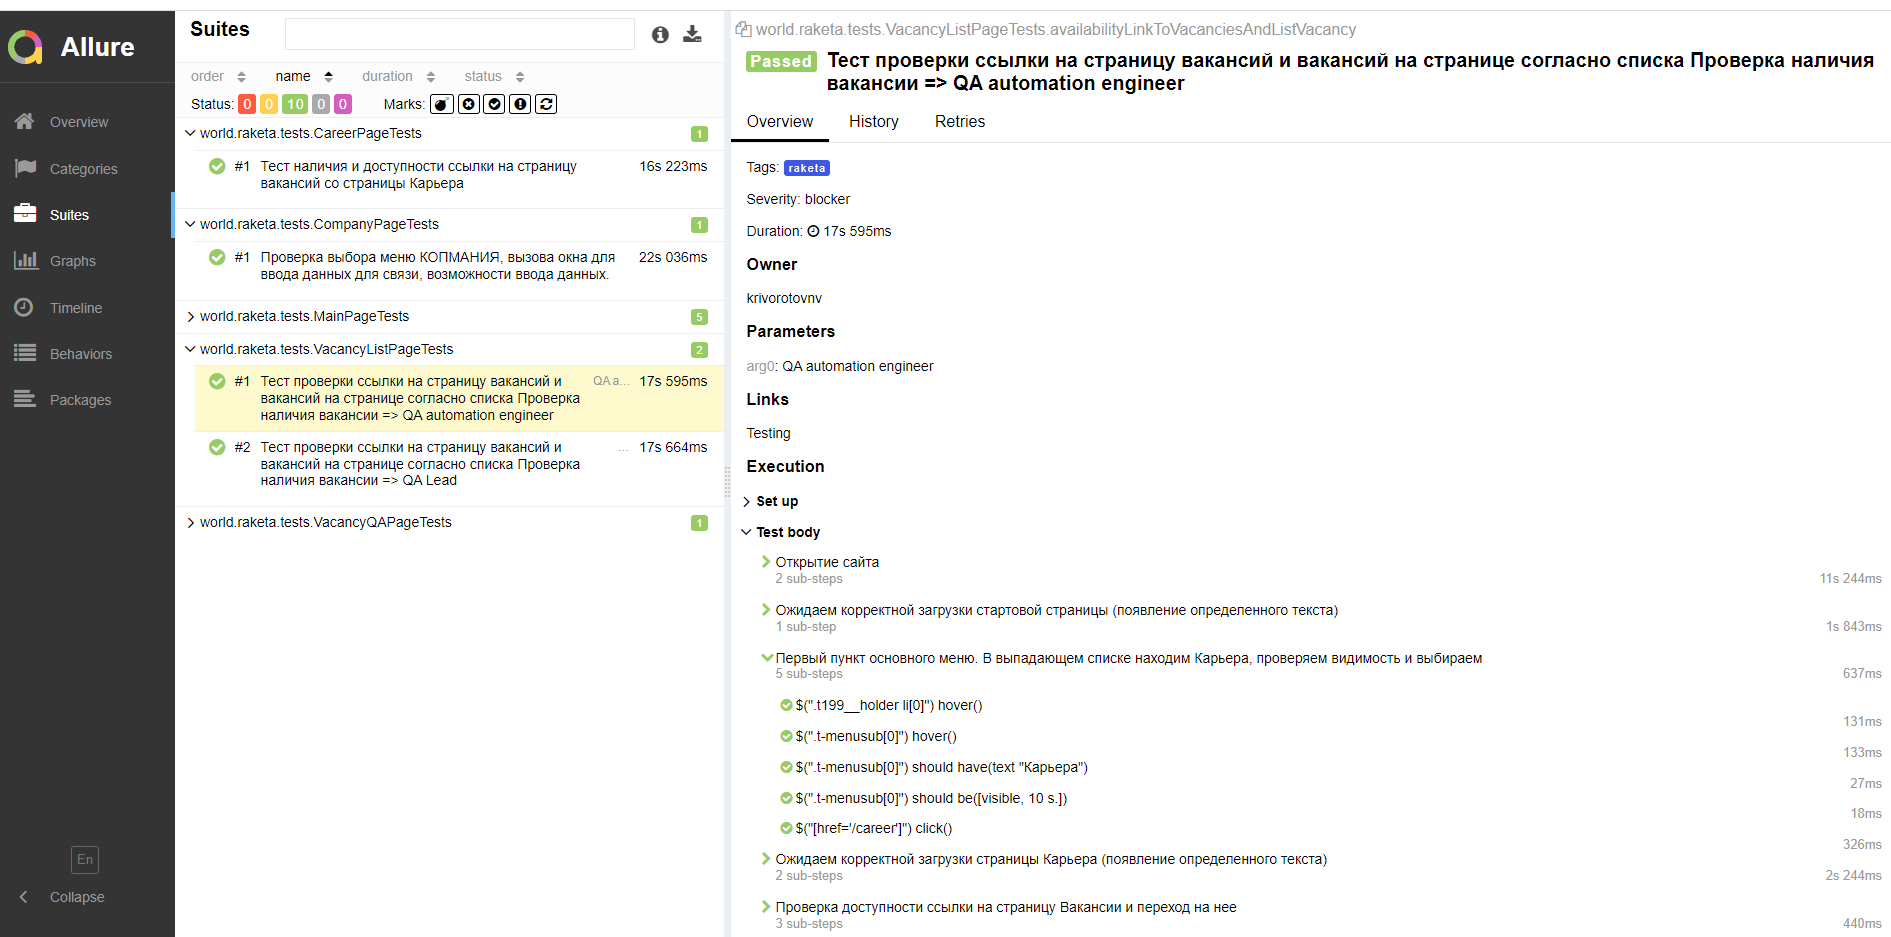 Allure
Overview
Categories
Suites
Graphs
Timeline
Behaviors
Packages
En
Collapse
Suites
order name duration status
Status: 0 0 10 0 0 Marks:
world.raketa.tests.CareerPageTests 1
#1 Тест наличия и доступности ссылки на страницу 16s 223ms
вакансий со страницы Карьера
world.raketa.tests.CompanyPageTests 1
#1 Проверка выбора меню КОПМАНИЯ, вызова окна для 22s 036ms
ввода данных для связи, возможности ввода данных.
world.raketa.tests.MainPageTests 5
world.raketa.tests.VacancyListPageTests 2
#1 Тест проверки ссылки на страницу вакансий и QA a... 17s 595ms
вакансий на странице согласно списка Проверка
наличия вакансии => QA automation engineer
#2 Тест проверки ссылки на страницу вакансий и ... 17s 664ms
вакансий на странице согласно списка Проверка
наличия вакансии => QA Lead
world.raketa.tests.VacancyQAPageTests 1
world.raketa.tests.VacancyListPageTests.availabilityLinkToVacanciesAndListVacancy
Passed Тест проверки ссылки на страницу вакансий и вакансий на странице согласно списка Проверка наличия
вакансии => QA automation engineer
Overview History Retries
Tags: raketa
Severity: blocker
Duration: 17s 595ms
Owner
krivorotovnv
Parameters
arg0: QA automation engineer
Links
Testing
Execution
Set up
Test body
Открытие сайта
2 sub-steps 11s 244ms
Ожидаем корректной загрузки стартовой страницы (появление определенного текста)
1 sub-step 1s 843ms
Первый пункт основного меню. В выпадающем списке находим Карьера, проверяем видимость и выбираем
5 sub-steps 637ms
$(".t199__holder li[0]") hover()
131ms
$(".t-menusub[0]") hover()
133ms
$(".t-menusub[0]") should have(text "Карьера")
27ms
$(".t-menusub[0]") should be([visible, 10 s.])
18ms
$("[href='/career']") click()
326ms
Ожидаем корректной загрузки страницы Карьера (появление определенного текста)
2 sub-steps 2s 244ms
Проверка доступности ссылки на страницу Вакансии и переход на нее
3 sub-steps 440ms